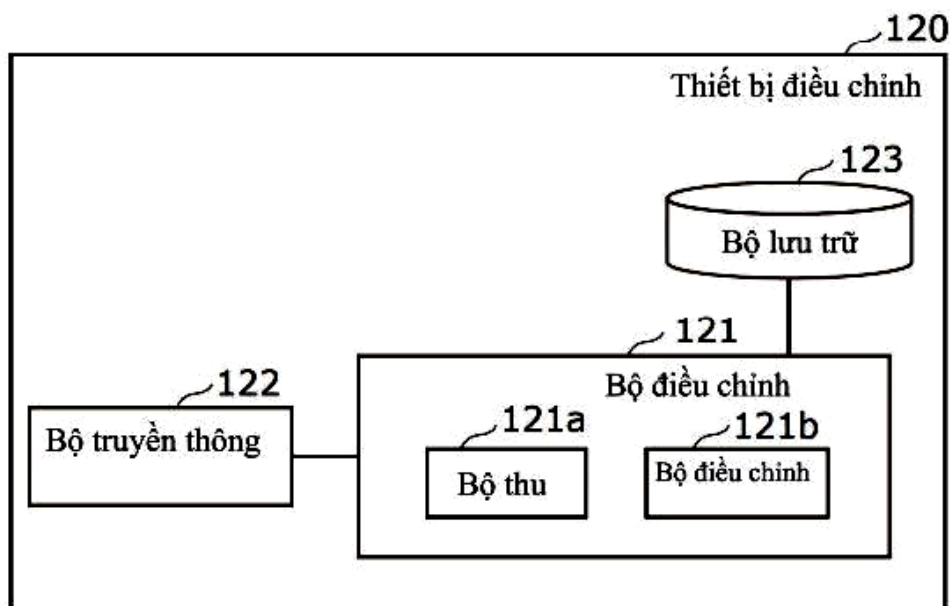 120
Thiết bị điều chỉnh
123
Bộ lưu trữ
121
Bộ điều chỉnh
122
Bộ truyền thông
121a
Bộ thu
121b
Bộ điều chỉnh